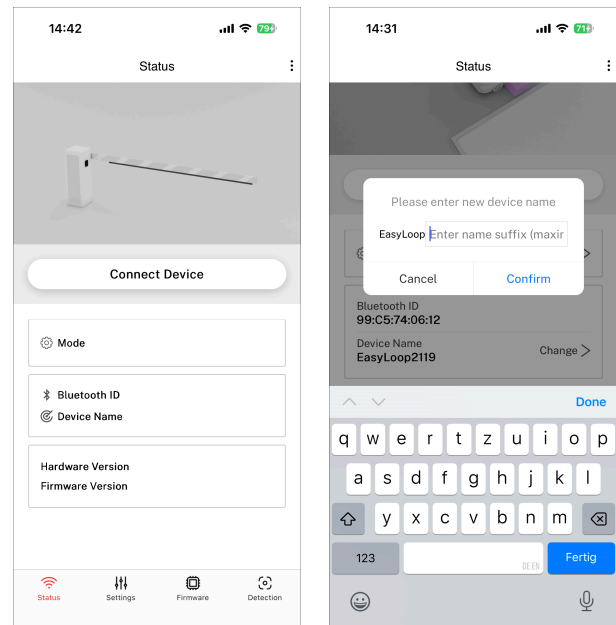 14:42
79
Status
Connect Device
Mode
Bluetooth ID
Device Name
Hardware Version
Firmware Version
Status
Settings
Firmware
Detection
14:31
71
Status
Please enter new device name
EasyLoop Enter name suffix (maxir
Cancel
Confirm
Bluetooth ID
99:C5:74:06:12
Device Name
EasyLoop2119
Change
Done
q w e r t z u i o p
a s d f g h j k l
y x c v b n m
123
DE EN
Fertig